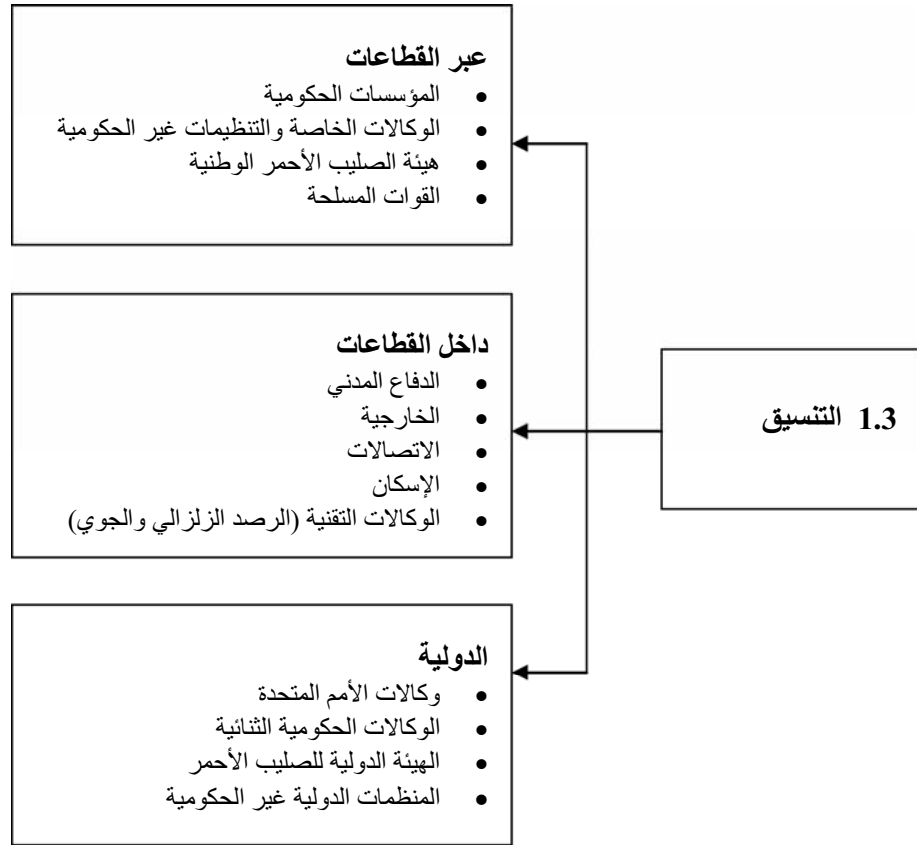 عبر القطاعات
• المؤسسات الحكومية
• الوكالات الخاصة والتنظيمات غير الحكومية
• هيئة الصليب الأحمر الوطنية
• القوات المسلحة
داخل القطاعات
• الدفاع المدني
• الخارجية
• الاتصالات
• الإسكان
• الوكالات التقنية (الرصد الزلزالي والجوي)
1.3 التنسيق
الدولية
• وكالات الأمم المتحدة
• الوكالات الحكومية الثنائية
• الهيئة الدولية للصليب الأحمر
• المنظمات الدولية غير الحكومية